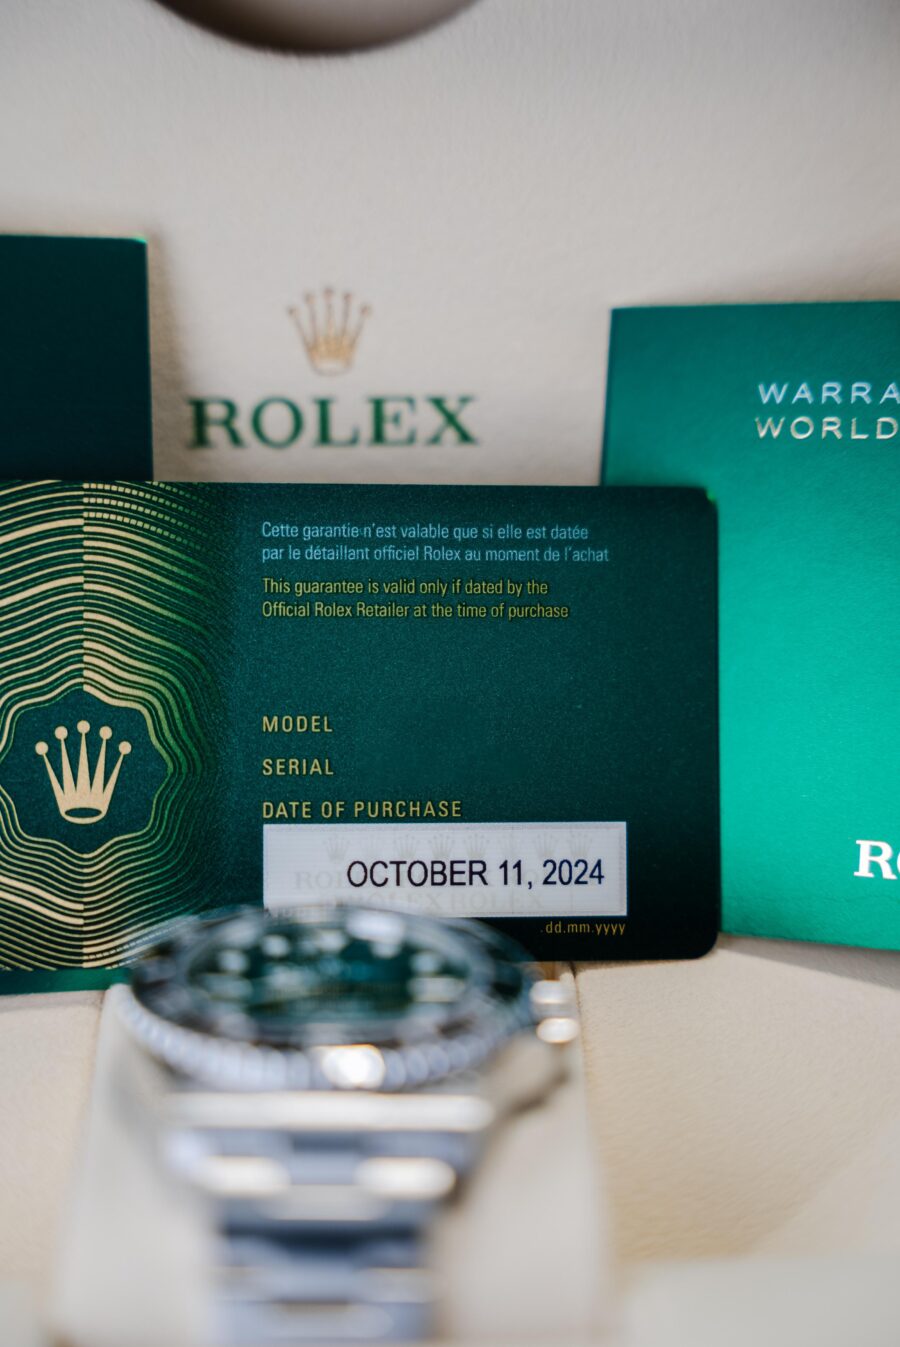 ROLEX
WARRA
WORLD
Cette garantie n'est valable que si elle est datée
par le détaillant officiel Rolex au moment de l'achat
This guarantee is valid only if dated by the
Official Rolex Retailer at the time of purchase
MODEL
SERIAL
DATE OF PURCHASE
OCTOBER 11, 2024
.dd.mm.yyyy